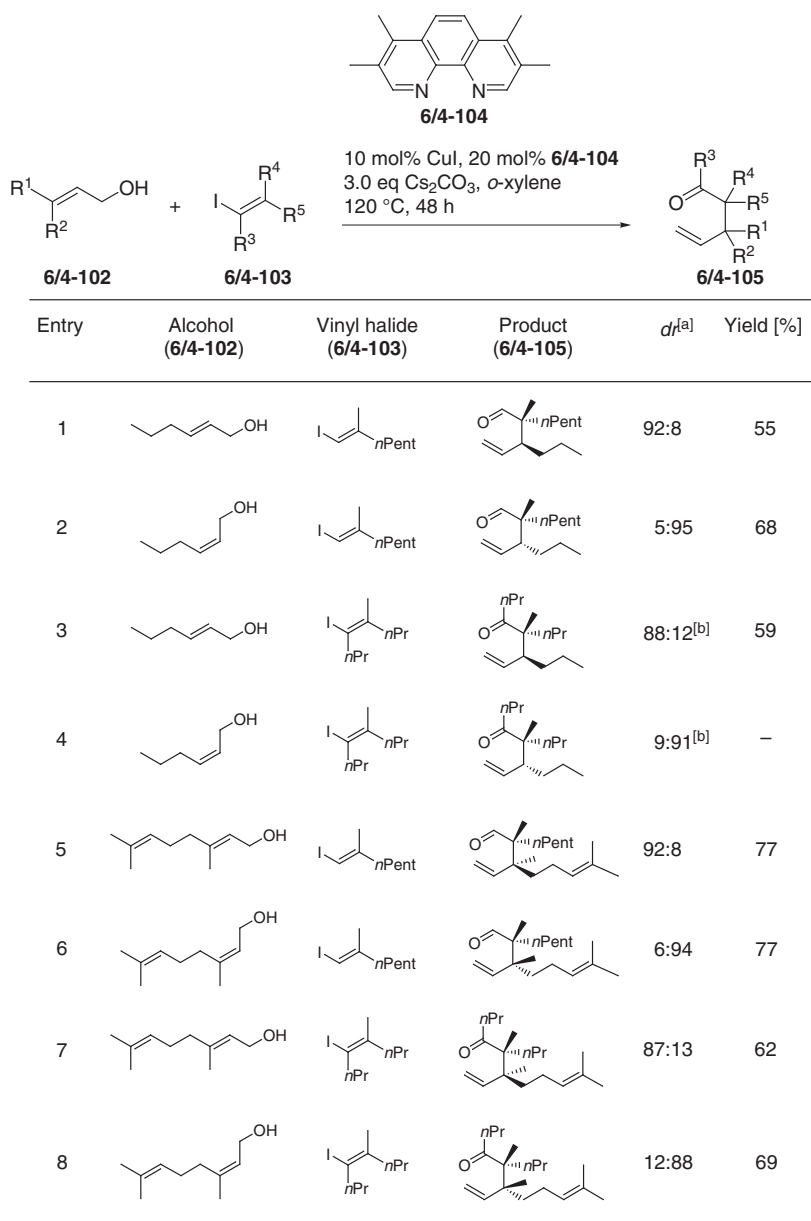 N N
6/4-104
R¹ R² OH + I R³ R⁴ R⁵
10 mol% CuI, 20 mol% 6/4-104
3.0 eq Cs₂CO₃, o-xylene
120 °C, 48 h
R³ O R⁴ R⁵ R¹ R²
6/4-102 6/4-103 6/4-105
Entry Alcohol Vinyl halide Product dr[a] Yield [%]
(6/4-102) (6/4-103) (6/4-105)
1 OH I nPent O nPent 92:8 55
2 OH I nPent O nPent 5:95 68
3 OH I nPr nPr nPr O nPr 88:12[b] 59
4 OH I nPr nPr nPr O nPr 9:91[b] –
5 OH I nPent O nPent 92:8 77
6 OH I nPent O nPent 6:94 77
7 OH I nPr nPr nPr O nPr 87:13 62
8 OH I nPr nPr nPr O nPr 12:88 69